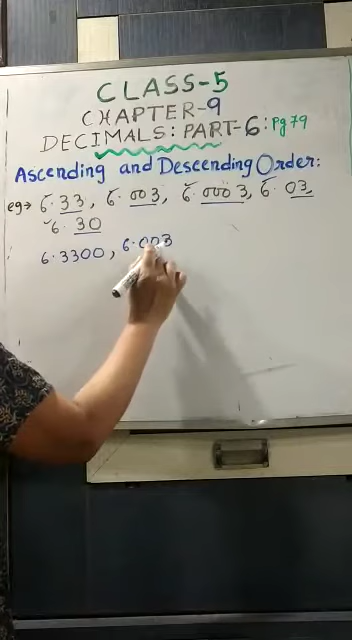 CLASS-5
CHAPTER-9
DECIMALS: PART-6: Pg 79
Ascending and Descending Order:
eg→ 6.33, 6.003, 6.0003, 6.03,
6.30
6.3300, 6.003